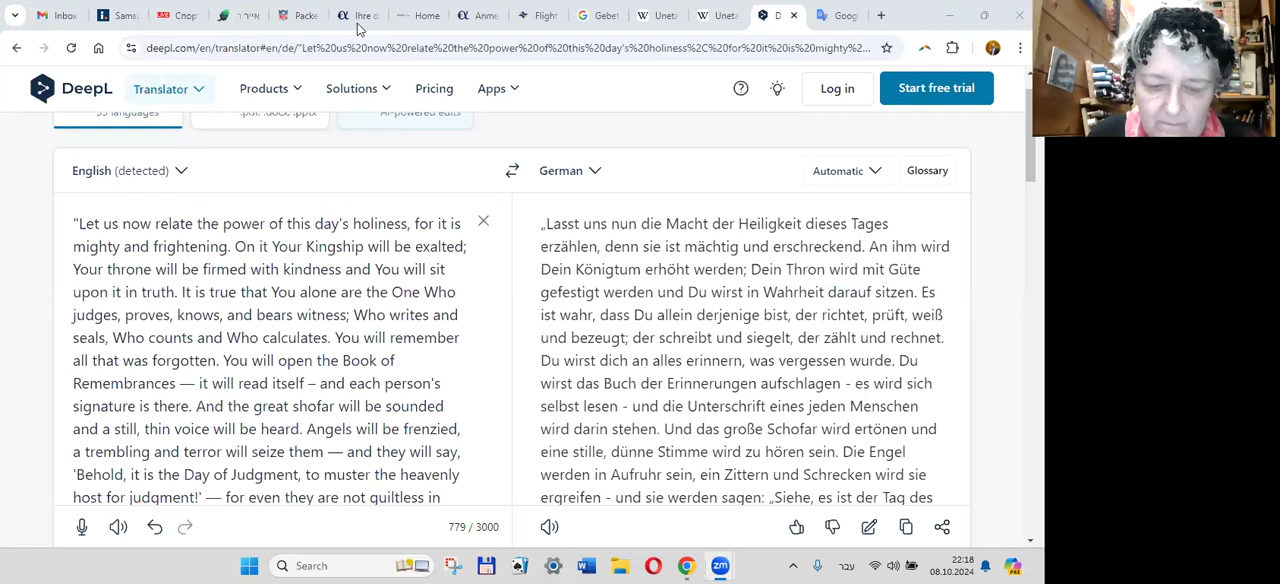 Inbox
Sams
LIVE Спор
אייר ר
Packe
Ihre d
Home
Anme
Flight
Gebet
Uneta
Uneta
D
Goog
deepl.com/en/translator#en/de/"Let%20us%20now%20relate%20the%20power%20of%20this%20day's%20holiness%2C%20for%20it%20is%20mighty%2...
DeepL
Translator
Products
Solutions
Pricing
Apps
Log in
Start free trial
languages
.pdf, .docx, .pptx
AI-powered edits
English (detected)
German
Automatic
Glossary
"Let us now relate the power of this day's holiness, for it is
mighty and frightening. On it Your Kingship will be exalted;
Your throne will be firmed with kindness and You will sit
upon it in truth. It is true that You alone are the One Who
judges, proves, knows, and bears witness; Who writes and
seals, Who counts and Who calculates. You will remember
all that was forgotten. You will open the Book of
Remembrances — it will read itself – and each person's
signature is there. And the great shofar will be sounded
and a still, thin voice will be heard. Angels will be frenzied,
a trembling and terror will seize them — and they will say,
'Behold, it is the Day of Judgment, to muster the heavenly
host for judgment!' — for even they are not guiltless in
779 / 3000
„Lasst uns nun die Macht der Heiligkeit dieses Tages
erzählen, denn sie ist mächtig und erschreckend. An ihm wird
Dein Königtum erhöht werden; Dein Thron wird mit Güte
gefestigt werden und Du wirst in Wahrheit darauf sitzen. Es
ist wahr, dass Du allein derjenige bist, der richtet, prüft, weiß
und bezeugt; der schreibt und siegelt, der zählt und rechnet.
Du wirst dich an alles erinnern, was vergessen wurde. Du
wirst das Buch der Erinnerungen aufschlagen - es wird sich
selbst lesen - und die Unterschrift eines jeden Menschen
wird darin stehen. Und das große Schofar wird ertönen und
eine stille, dünne Stimme wird zu hören sein. Die Engel
werden in Aufruhr sein, ein Zittern und Schrecken wird sie
ergreifen - und sie werden sagen: „Siehe, es ist der Tag des
Search
עבר
22:18
08.10.2024